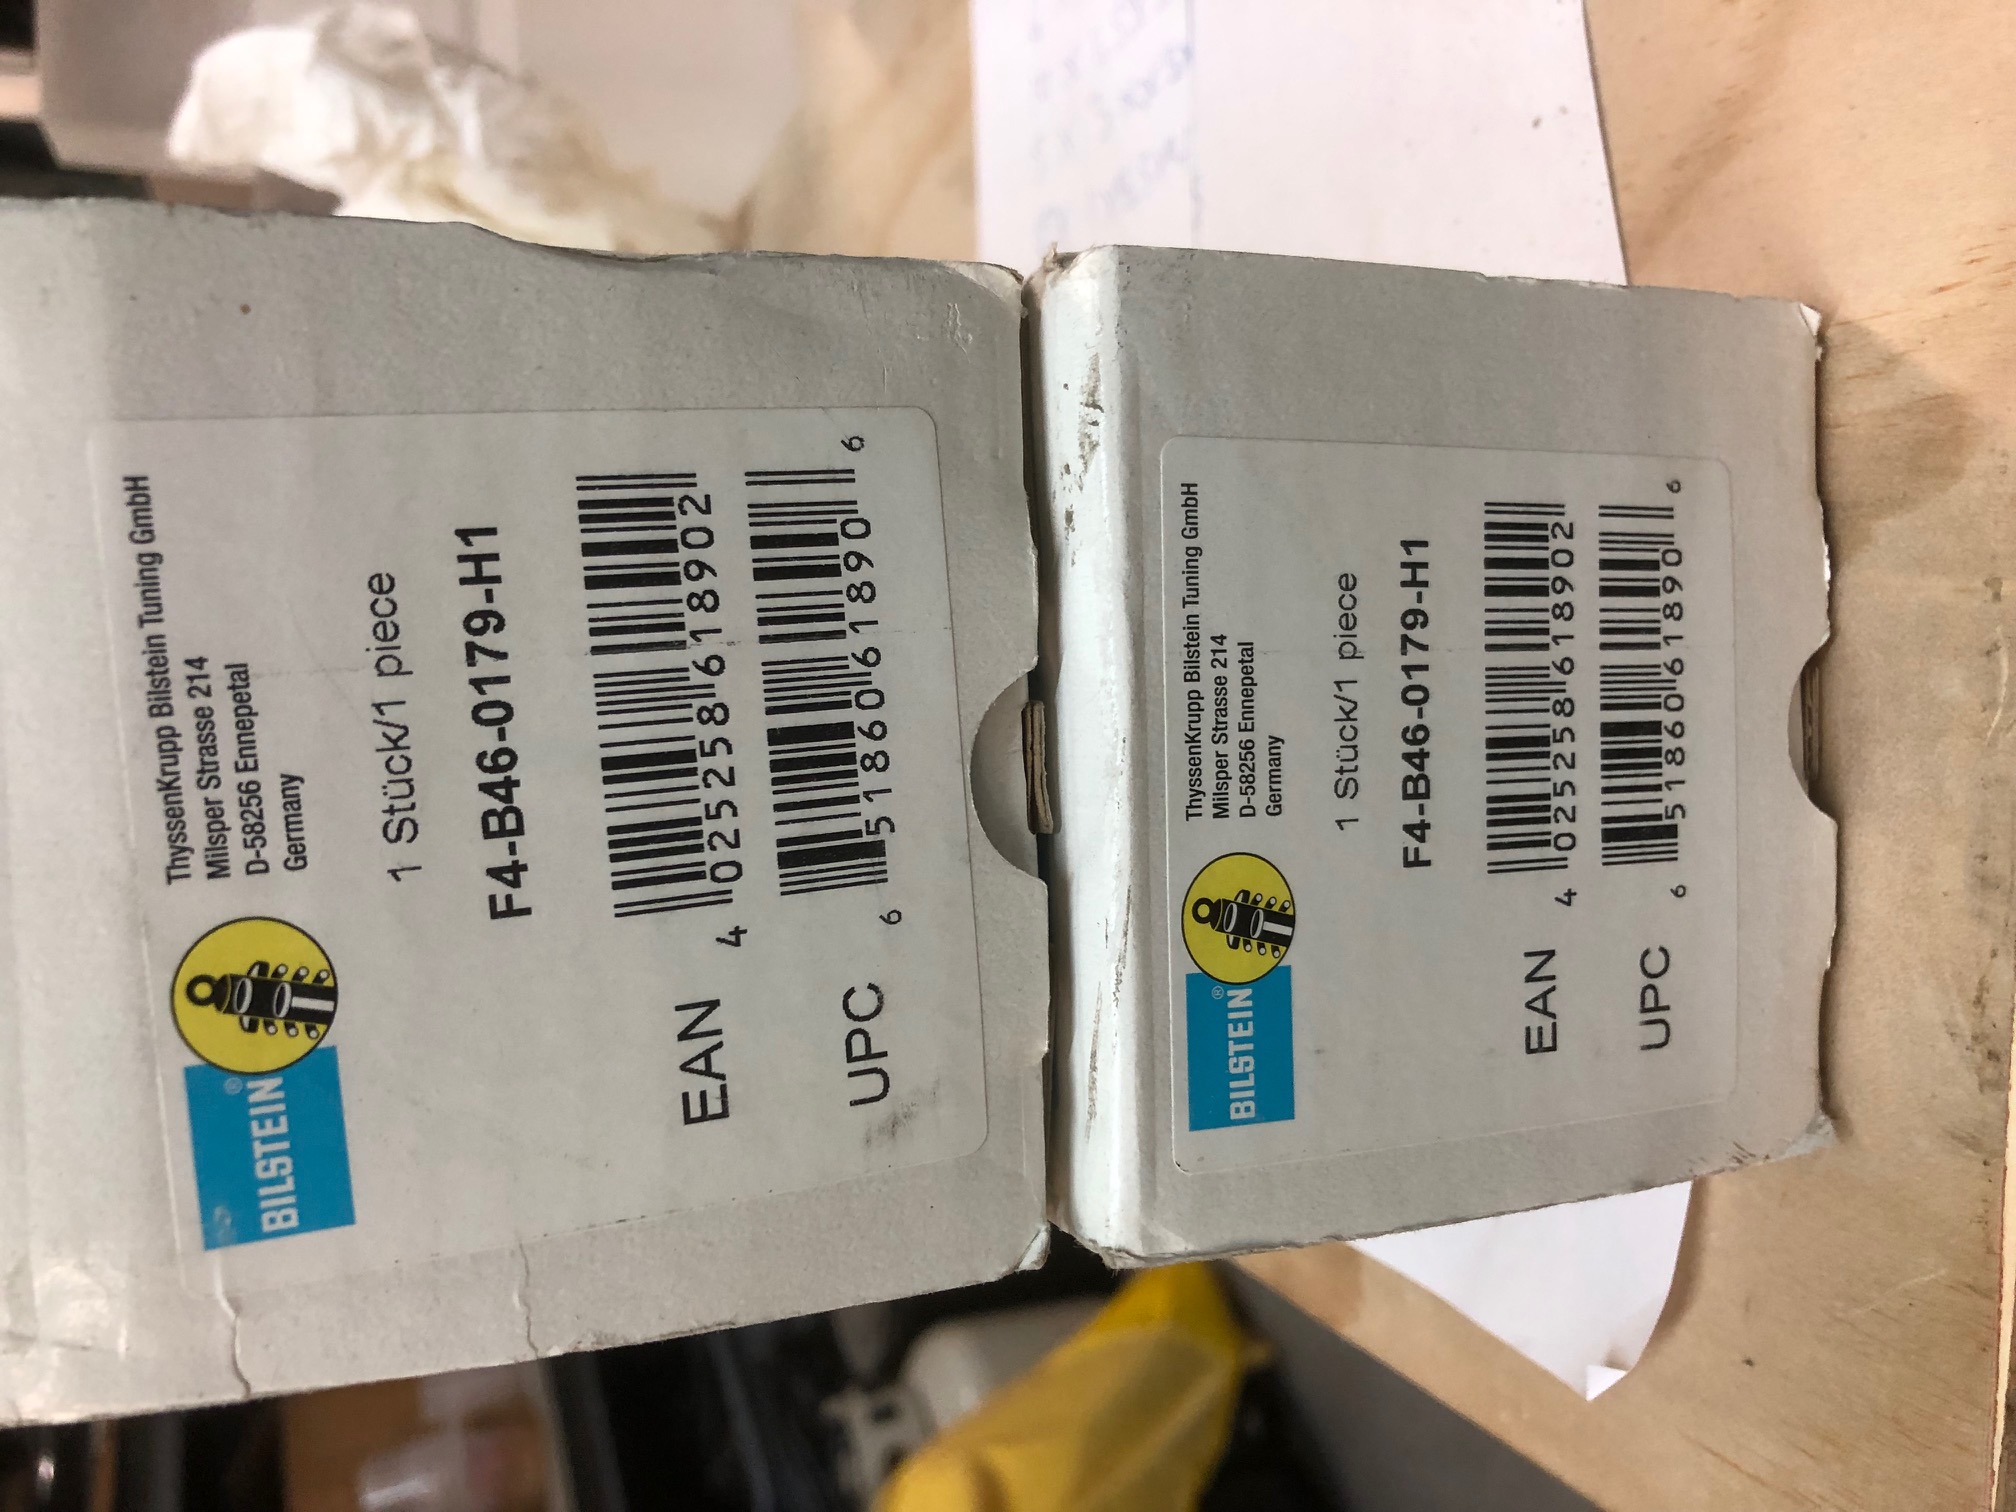 BILSTEIN®
ThyssenKrupp Bilstein Tuning GmbH
Milsper Strasse 214
D-58256 Ennepetal
Germany
1 Stück/1 piece
F4-B46-0179-H1
EAN 4 025258 618902
UPC 6 51860 61890 6
BILSTEIN®
ThyssenKrupp Bilstein Tuning GmbH
Milsper Strasse 214
D-58256 Ennepetal
Germany
1 Stück/1 piece
F4-B46-0179-H1
EAN 4 025258 618902
UPC 6 51860 61890 6